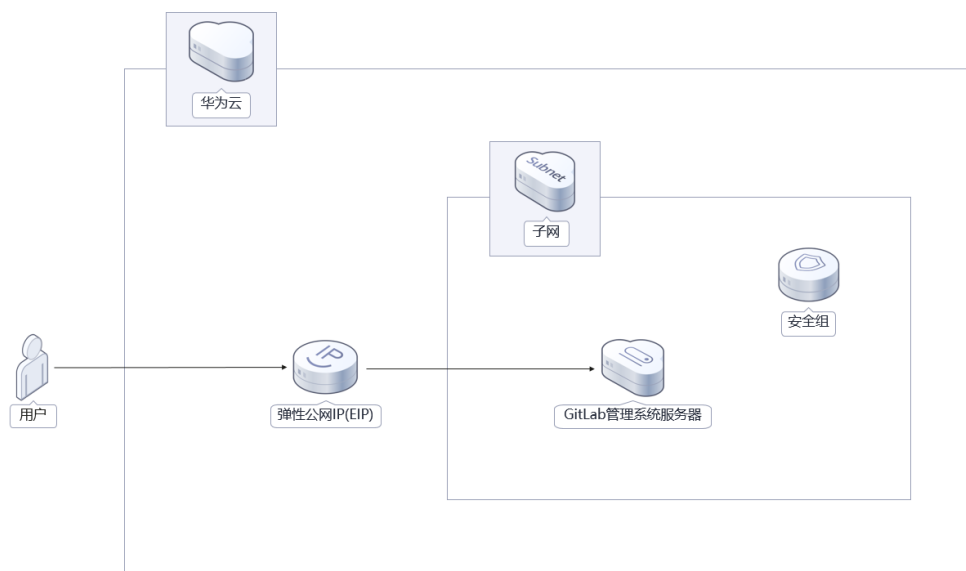 华为云
Subnet
子网
安全组
IP
用户
弹性公网IP(EIP)
GitLab管理系统服务器